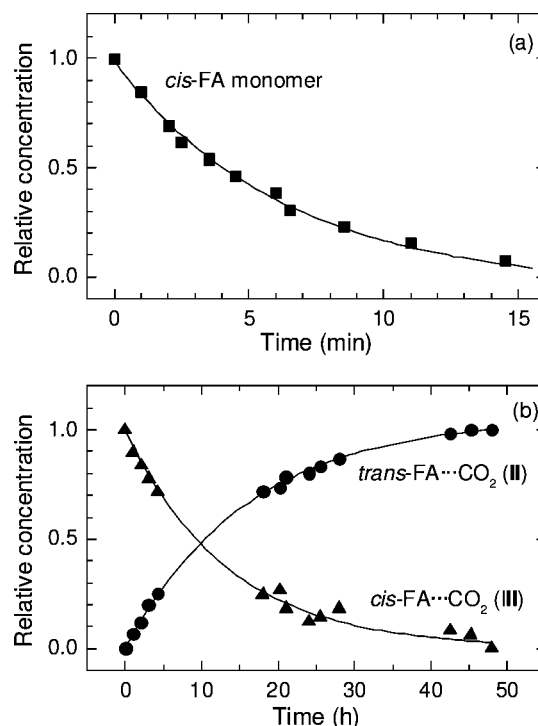 (a)
cis-FA monomer
Relative concentration
1.0
0.5
0.0
0 5 10 15
Time (min)
(b)
Relative concentration
1.0
0.5
0.0
trans-FA···CO₂ (II)
cis-FA···CO₂ (III)
0 10 20 30 40 50
Time (h)